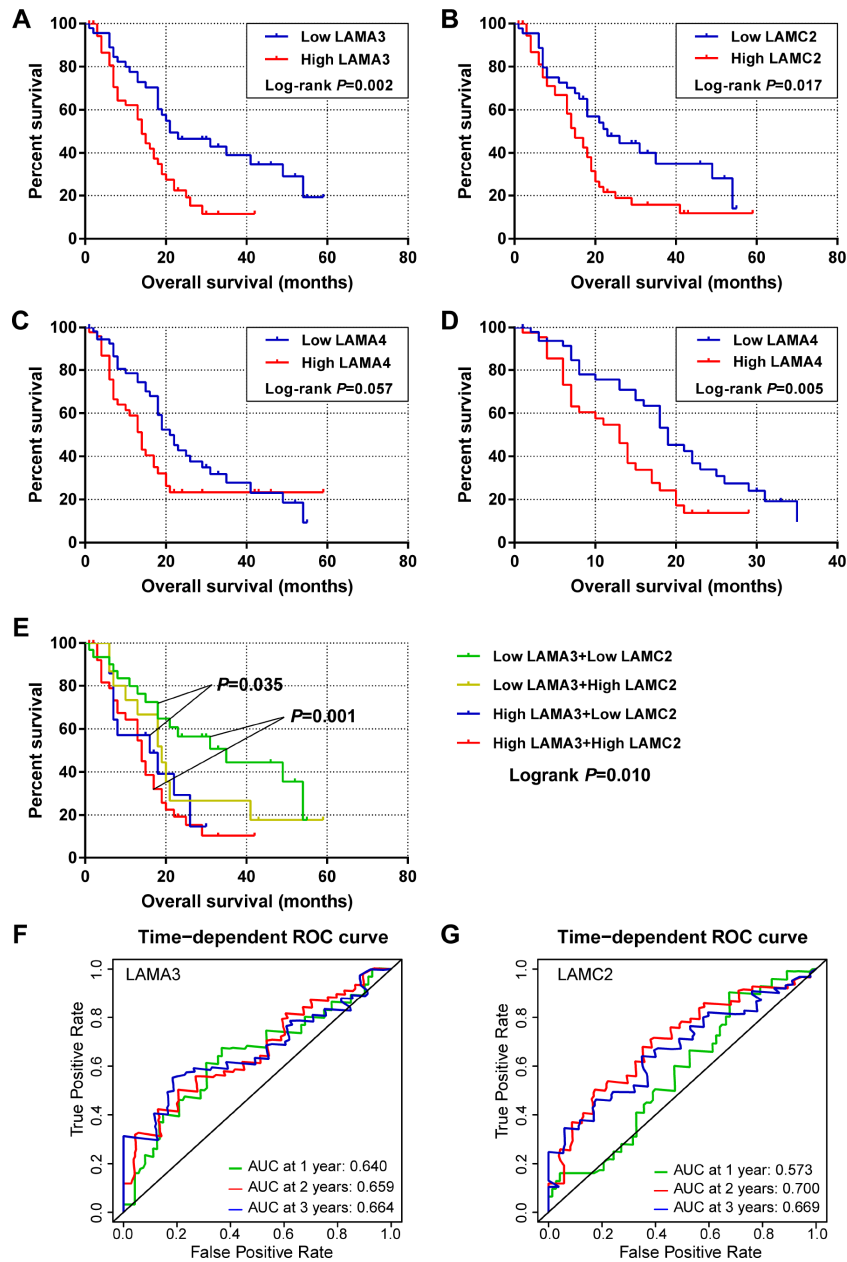 A
Low LAMA3
High LAMA3
Log-rank P=0.002
Percent survival
100
80
60
40
20
0
0 20 40 60 80
Overall survival (months)
B
Low LAMC2
High LAMC2
Log-rank P=0.017
Percent survival
100
80
60
40
20
0
0 20 40 60 80
Overall survival (months)
C
Low LAMA4
High LAMA4
Log-rank P=0.057
Percent survival
100
80
60
40
20
0
0 20 40 60 80
Overall survival (months)
D
Low LAMA4
High LAMA4
Log-rank P=0.005
Percent survival
100
80
60
40
20
0
0 10 20 30 40
Overall survival (months)
E
P=0.035
P=0.001
Percent survival
100
80
60
40
20
0
0 20 40 60 80
Overall survival (months)
Low LAMA3+Low LAMC2
Low LAMA3+High LAMC2
High LAMA3+Low LAMC2
High LAMA3+High LAMC2
Logrank P=0.010
F
Time-dependent ROC curve
LAMA3
True Positive Rate
1.0
0.8
0.6
0.4
0.2
0.0
AUC at 1 year: 0.640
AUC at 2 years: 0.659
AUC at 3 years: 0.664
0.0 0.2 0.4 0.6 0.8 1.0
False Positive Rate
G
Time-dependent ROC curve
LAMC2
True Positive Rate
1.0
0.8
0.6
0.4
0.2
0.0
AUC at 1 year: 0.573
AUC at 2 years: 0.700
AUC at 3 years: 0.669
0.0 0.2 0.4 0.6 0.8 1.0
False Positive Rate